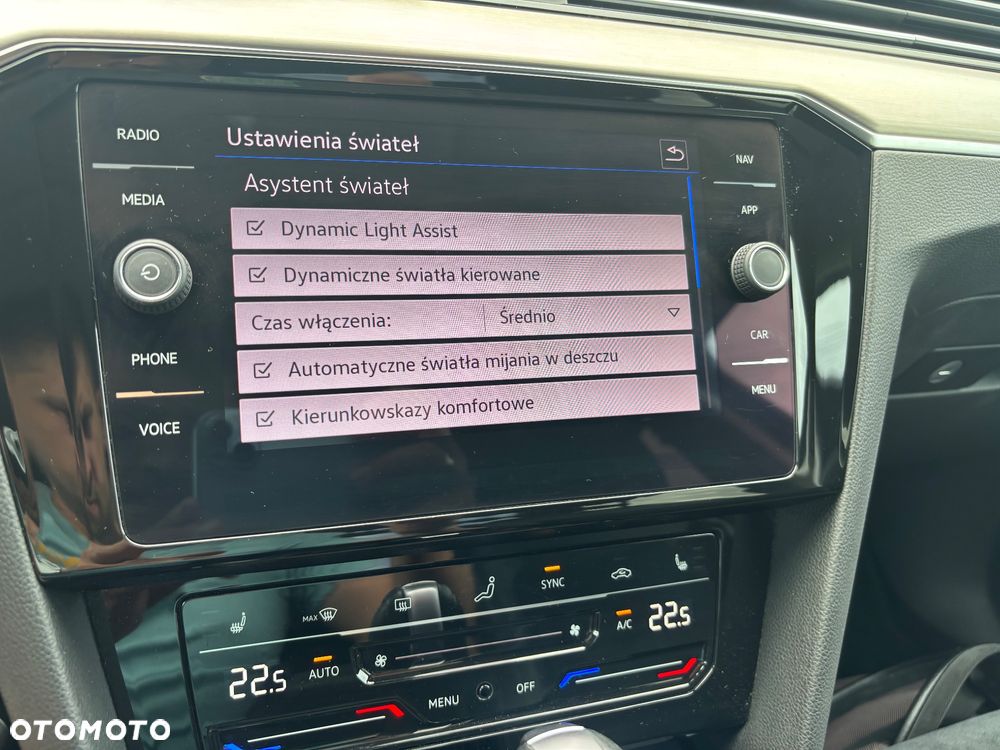 RADIO
MEDIA
PHONE
VOICE
Ustawienia świateł
Asystent świateł
Dynamic Light Assist
Dynamiczne światła kierowane
Czas włączenia: Średnio
Automatyczne światła mijania w deszczu
Kierunkowskazy komfortowe
NAV
APP
CAR
MENU
MAX
SYNC
22.5
AUTO
A/C
22.5
MENU
OFF
OTOMOTO